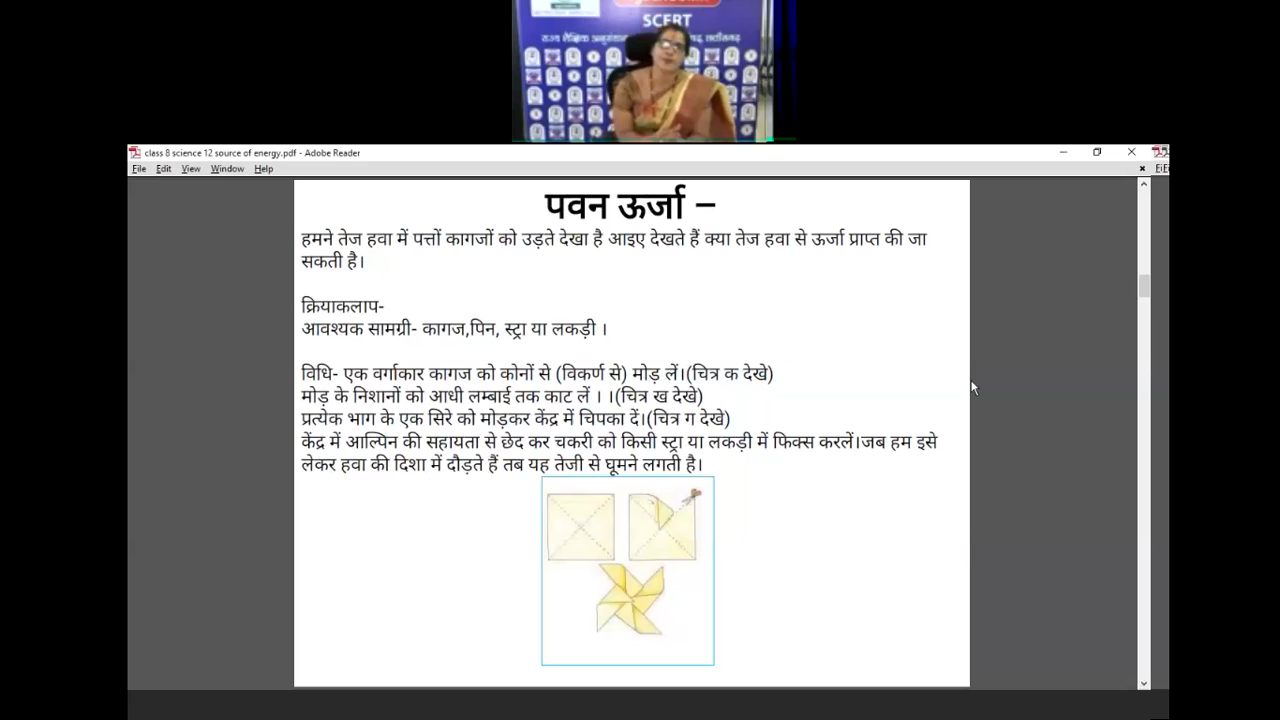 SCERT
class 8 science 12 source of energy.pdf - Adobe Reader
File Edit View Window Help
पवन ऊर्जा –
हमने तेज हवा में पत्तों कागजों को उड़ते देखा है आइए देखते हैं क्या तेज हवा से ऊर्जा प्राप्त की जा
सकती है।
क्रियाकलाप-
आवश्यक सामग्री- कागज,पिन, स्ट्रा या लकड़ी ।
विधि- एक वर्गाकार कागज को कोनों से (विकर्ण से) मोड़ लें।(चित्र क देखे)
मोड़ के निशानों को आधी लम्बाई तक काट लें । ।(चित्र ख देखे)
प्रत्येक भाग के एक सिरे को मोड़कर केंद्र में चिपका दें।(चित्र ग देखे)
केंद्र में आल्पिन की सहायता से छेद कर चकरी को किसी स्ट्रा या लकड़ी में फिक्स करलें।जब हम इसे
लेकर हवा की दिशा में दौड़ते हैं तब यह तेजी से घूमने लगती है।